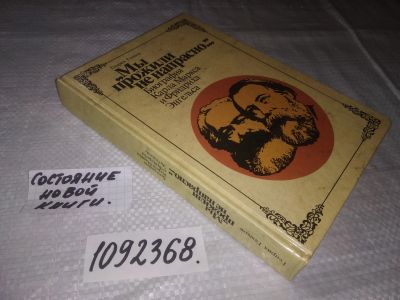 Мы
прожили
не напрасно...
Биография
Карла Маркса
и Фридриха
Энгельса
СОСТОЯНИЕ
НОВОЙ
КНИГИ.
1092368.